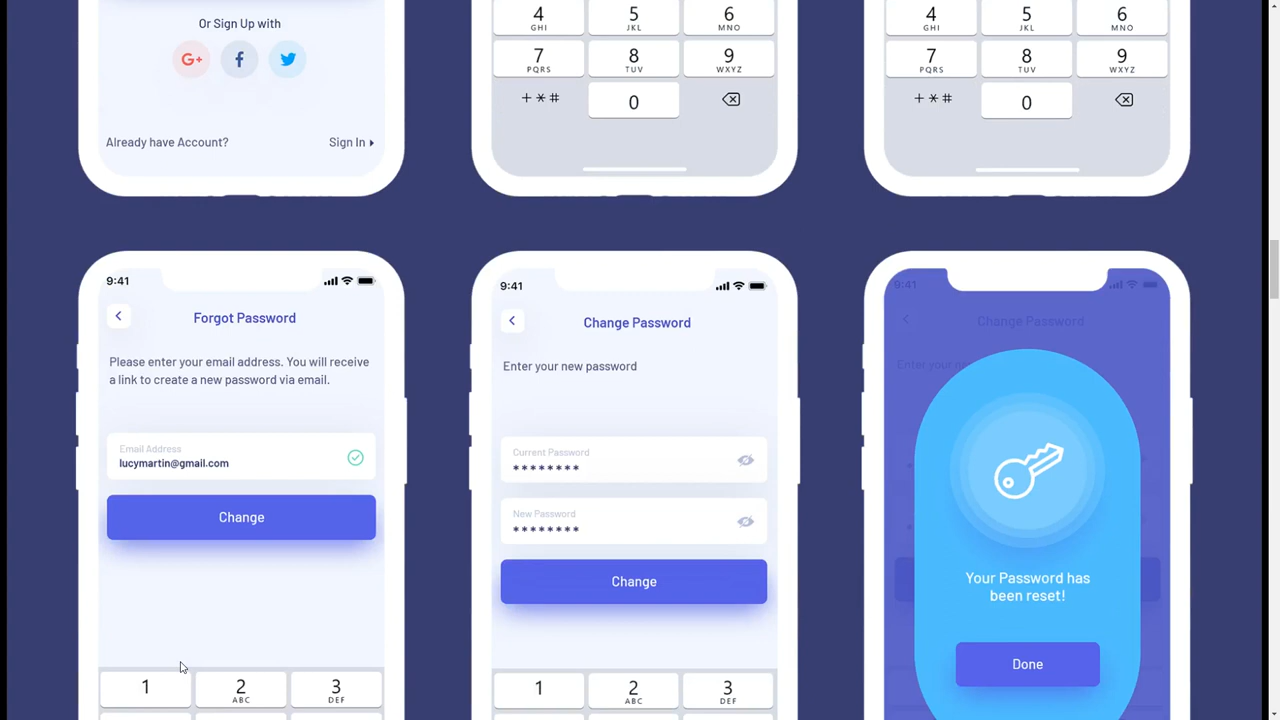 Or Sign Up with
G+
f
Already have Account?
Sign In
4
GHI
5
JKL
6
MNO
7
PQRS
8
TUV
9
WXYZ
+*#
0
4
GHI
5
JKL
6
MNO
7
PQRS
8
TUV
9
WXYZ
+*#
0
9:41
Forgot Password
Please enter your email address. You will receive
a link to create a new password via email.
Email Address
lucymartin@gmail.com
Change
1
2
ABC
3
DEF
9:41
Change Password
Enter your new password
Current Password
********
New Password
********
Change
1
2
ABC
3
DEF
9:41
Change Password
Your Password has
been reset!
Done